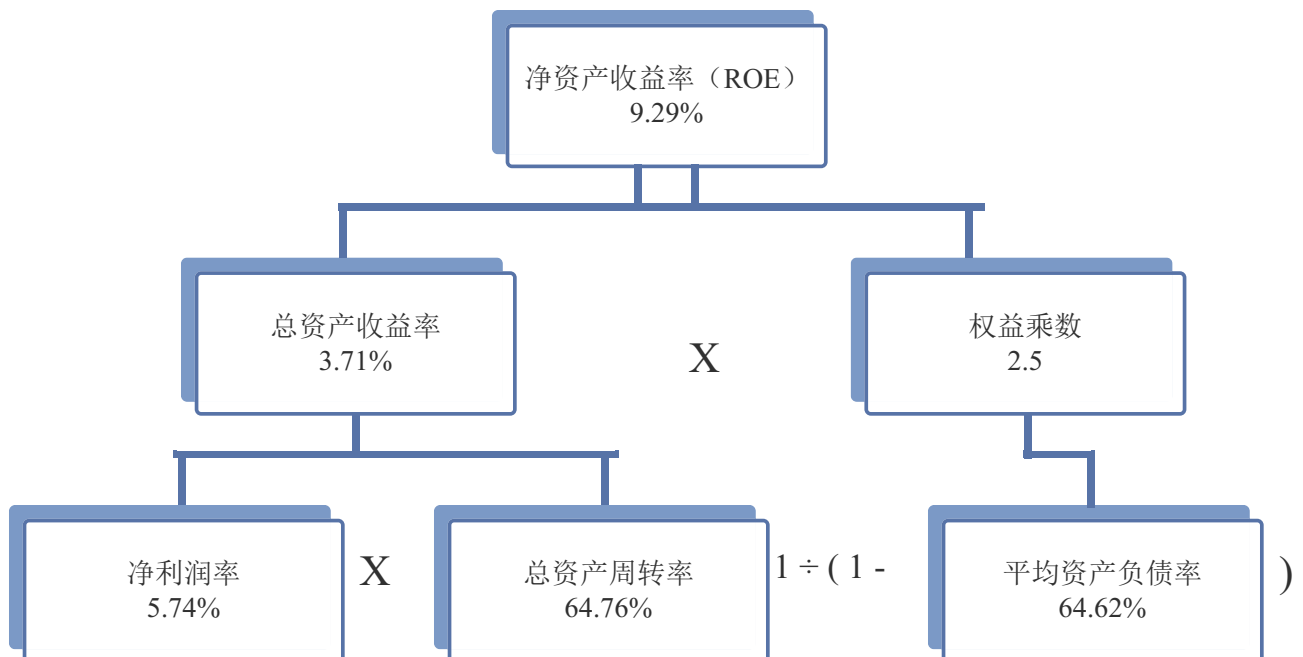 净资产收益率（ROE）
9.29%
总资产收益率
3.71%
X
权益乘数
2.5
净利润率
5.74%
X
总资产周转率
64.76%
1 ÷ ( 1 -
平均资产负债率
64.62%
)